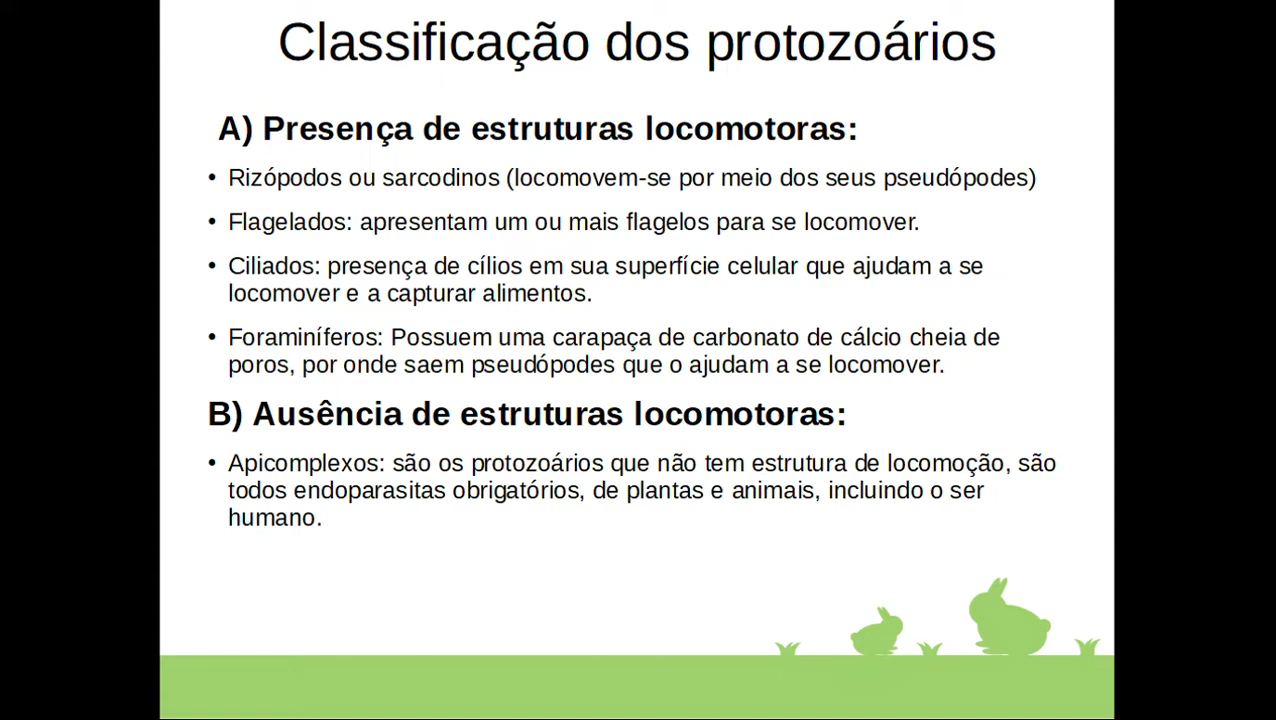 Classificação dos protozoários
A) Presença de estruturas locomotoras:
• Rizópodos ou sarcodinos (locomovem-se por meio dos seus pseudópodes)
• Flagelados: apresentam um ou mais flagelos para se locomover.
• Ciliados: presença de cílios em sua superfície celular que ajudam a se
locomover e a capturar alimentos.
• Foraminíferos: Possuem uma carapaça de carbonato de cálcio cheia de
poros, por onde saem pseudópodes que o ajudam a se locomover.
B) Ausência de estruturas locomotoras:
• Apicomplexos: são os protozoários que não tem estrutura de locomoção, são
todos endoparasitas obrigatórios, de plantas e animais, incluindo o ser
humano.